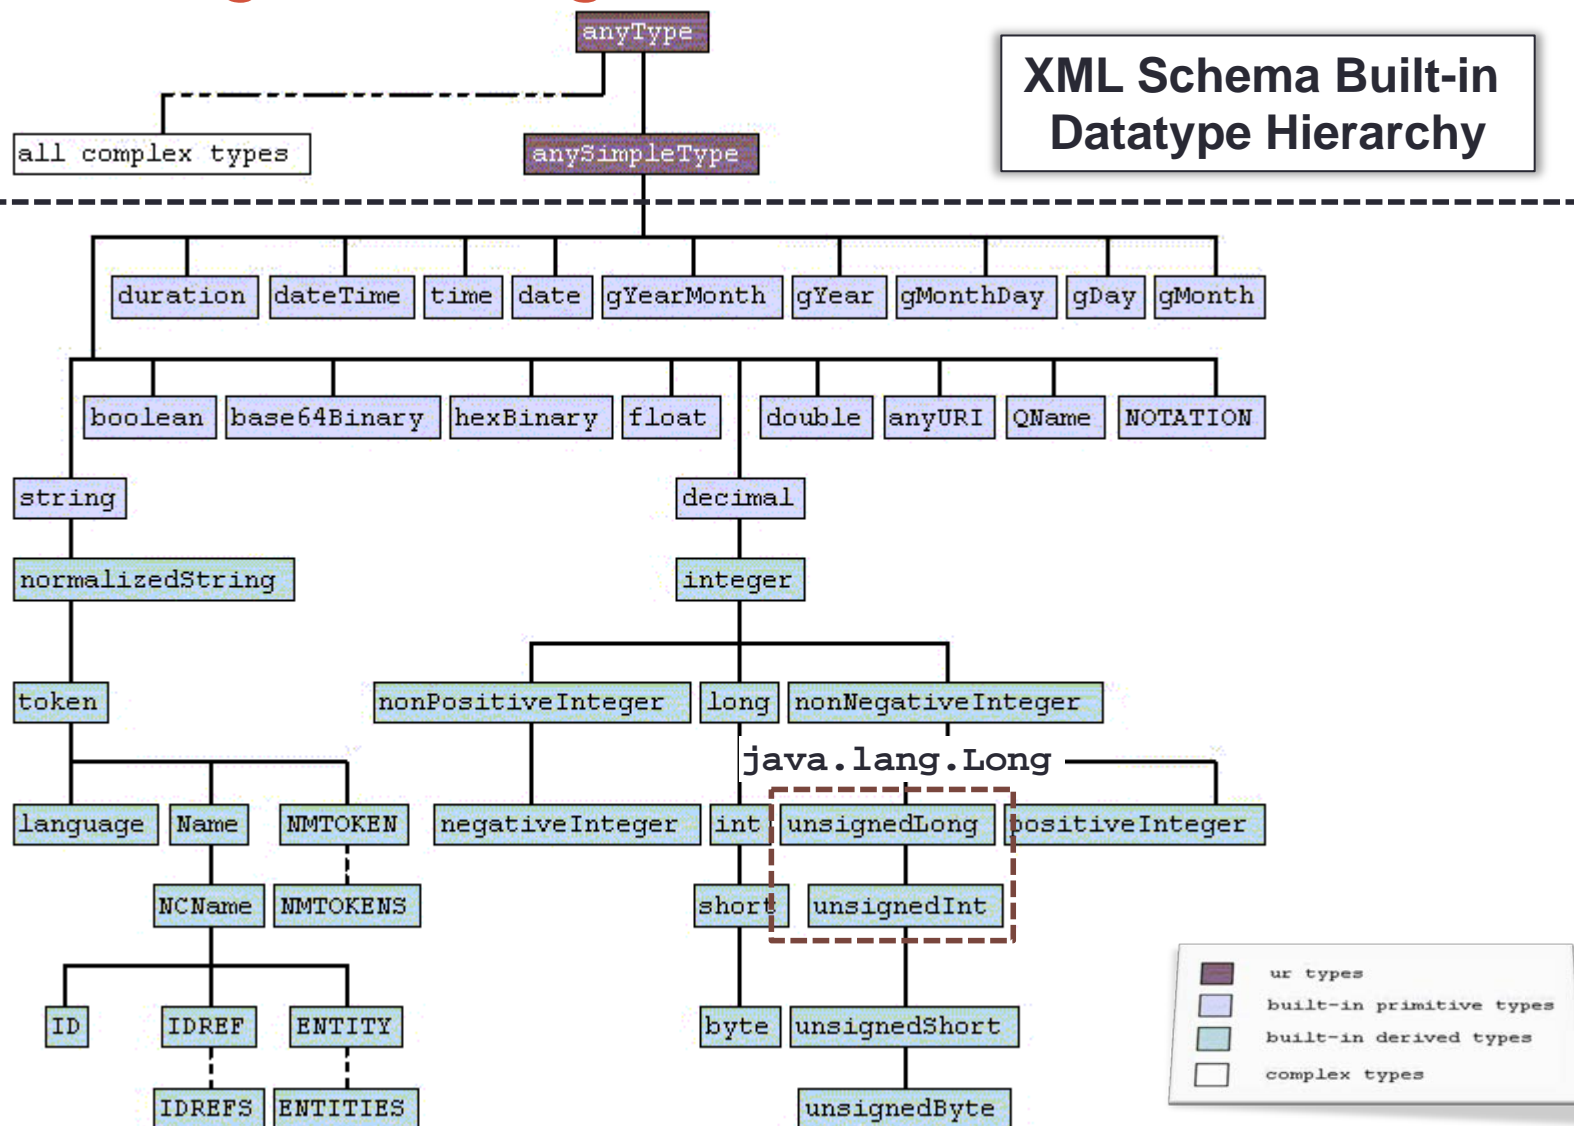 anyType
XML Schema Built-in
Datatype Hierarchy
all complex types
anySimpleType
duration
dateTime
time
date
gYearMonth
gYear
gMonthDay
gDay
gMonth
boolean
base64Binary
hexBinary
float
double
anyURI
QName
NOTATION
string
decimal
normalizedString
integer
token
nonPositiveInteger
long
nonNegativeInteger
java.lang.Long
language
Name
NMTOKEN
negativeInteger
int
unsignedLong
positiveInteger
NCName
NMTOKENS
short
unsignedInt
ur types
built-in primitive types
built-in derived types
complex types
ID
IDREF
ENTITY
byte
unsignedShort
IDREFS
ENTITIES
unsignedByte